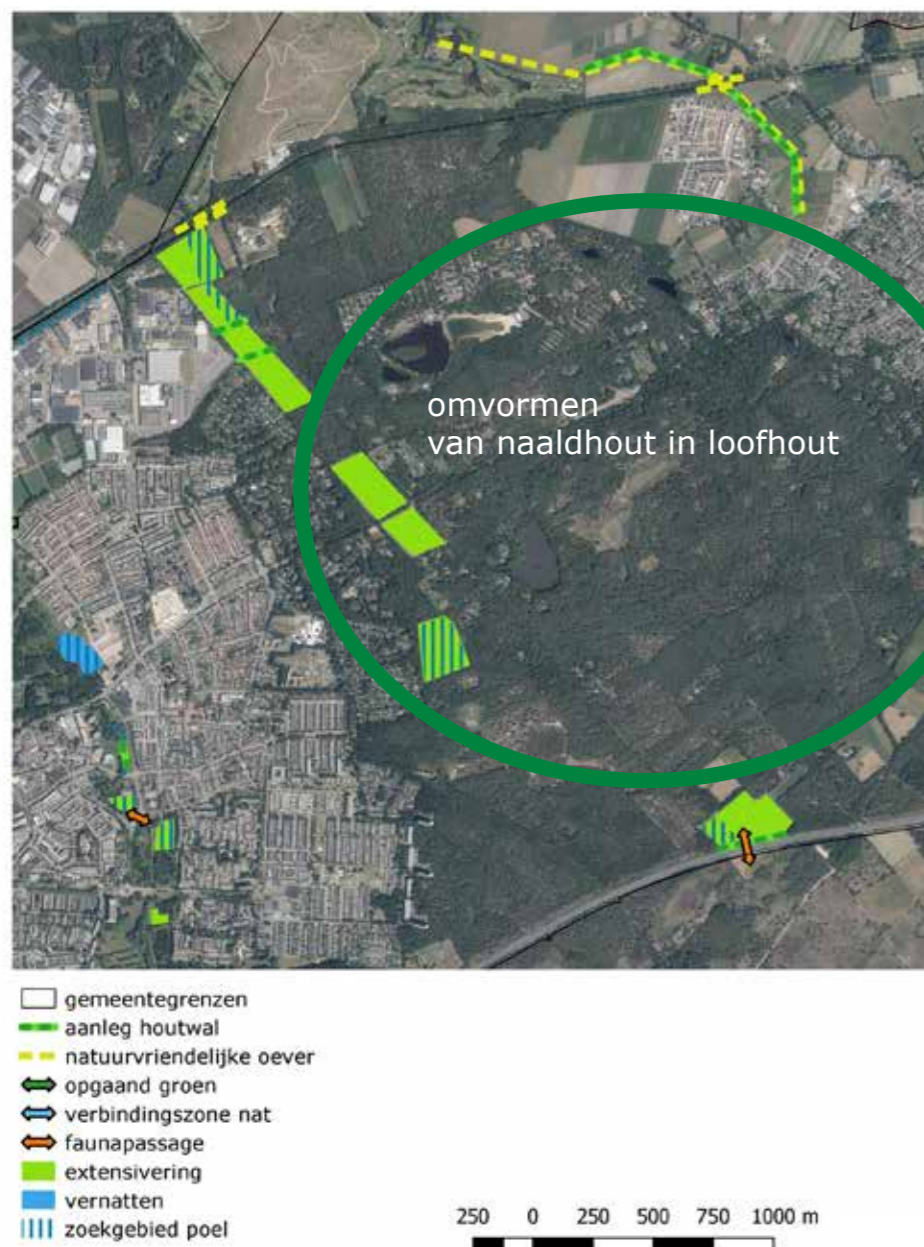 omvormen
van naaldhout in loofhout
gemeentegrenzen
aanleg houtwal
natuurvriendelijke oever
opgaand groen
verbindingszone nat
faunapassage
extensivering
vernatten
zoekgebied poel
250 0 250 500 750 1000 m